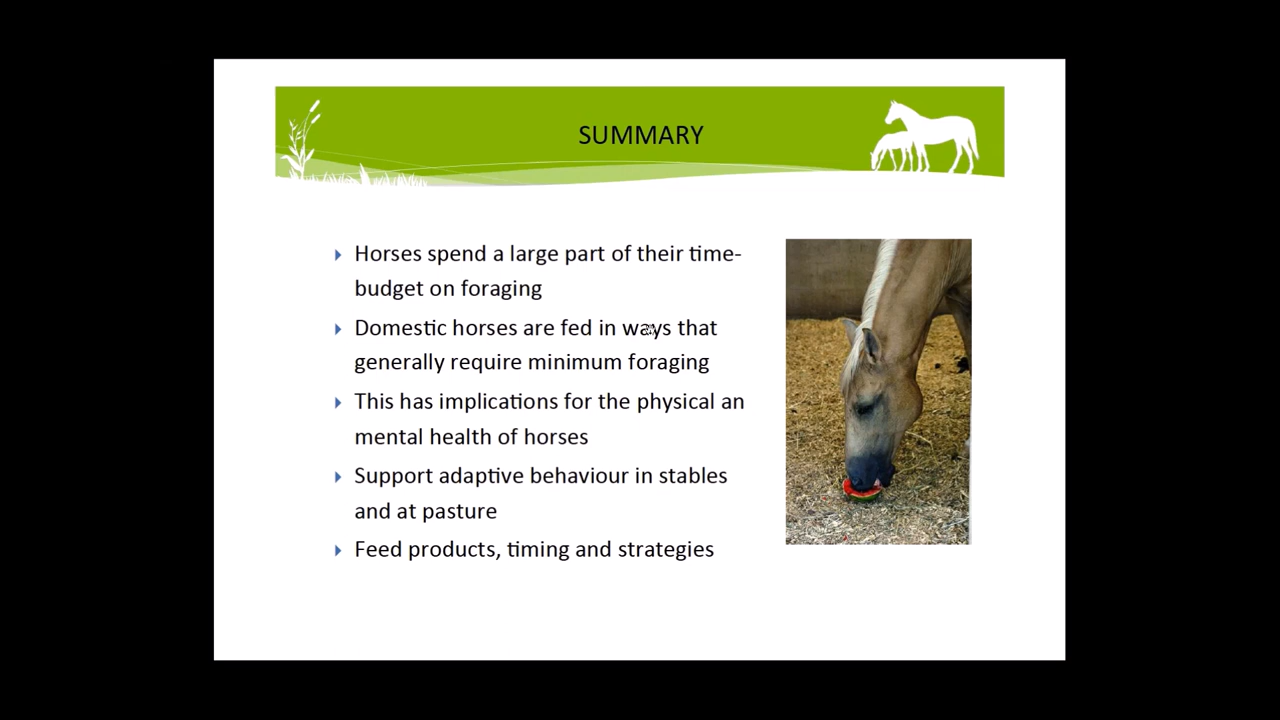 SUMMARY
Horses spend a large part of their time-
budget on foraging
Domestic horses are fed in ways that
generally require minimum foraging
This has implications for the physical an
mental health of horses
Support adaptive behaviour in stables
and at pasture
Feed products, timing and strategies